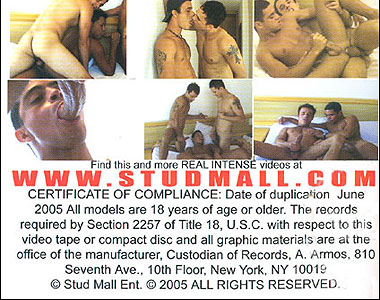 Find this and more REAL INTENSE videos at
WWW.STUDMALL.COM
CERTIFICATE OF COMPLIANCE: Date of duplication June
2005 All models are 18 years of age or older. The records
required by Section 2257 of Title 18, U.S.C. with respect to this
video tape or compact disc and all graphic materials are at the
office of the manufacturer, Custodian of Records, A. Armos, 810
Seventh Ave., 10th Floor, New York, NY 10019
© Stud Mall Ent. © 2005 ALL RIGHTS RESERVED.